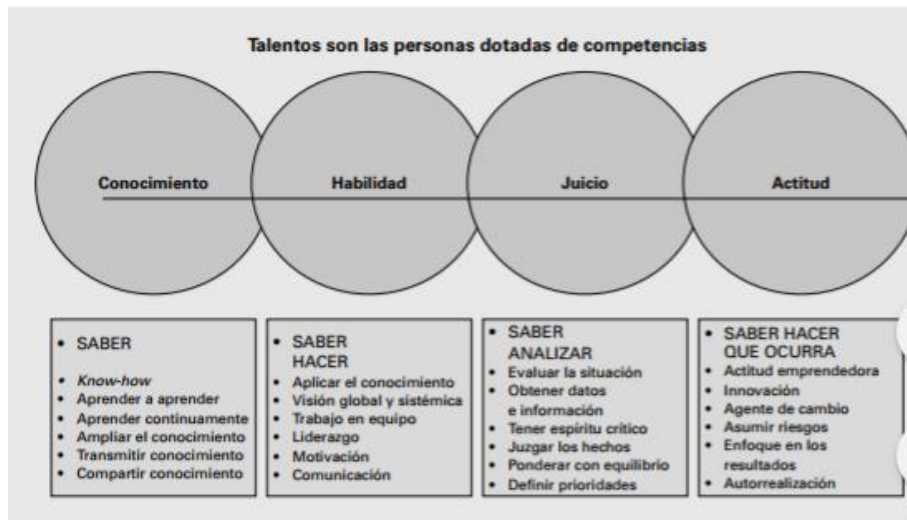 Talentos son las personas dotadas de competencias
Conocimiento
Habilidad
Juicio
Actitud
• SABER
• Know-how
• Aprender a aprender
• Aprender continuamente
• Ampliar el conocimiento
• Transmitir conocimiento
• Compartir conocimiento
• SABER
HACER
• Aplicar el conocimiento
• Visión global y sistémica
• Trabajo en equipo
• Liderazgo
• Motivación
• Comunicación
• SABER
ANALIZAR
• Evaluar la situación
• Obtener datos
e información
• Tener espíritu crítico
• Juzgar los hechos
• Ponderar con equilibrio
• Definir prioridades
• SABER HACER
QUE OCURRA
• Actitud emprendedora
• Innovación
• Agente de cambio
• Asumir riesgos
• Enfoque en los
resultados
• Autorrealización